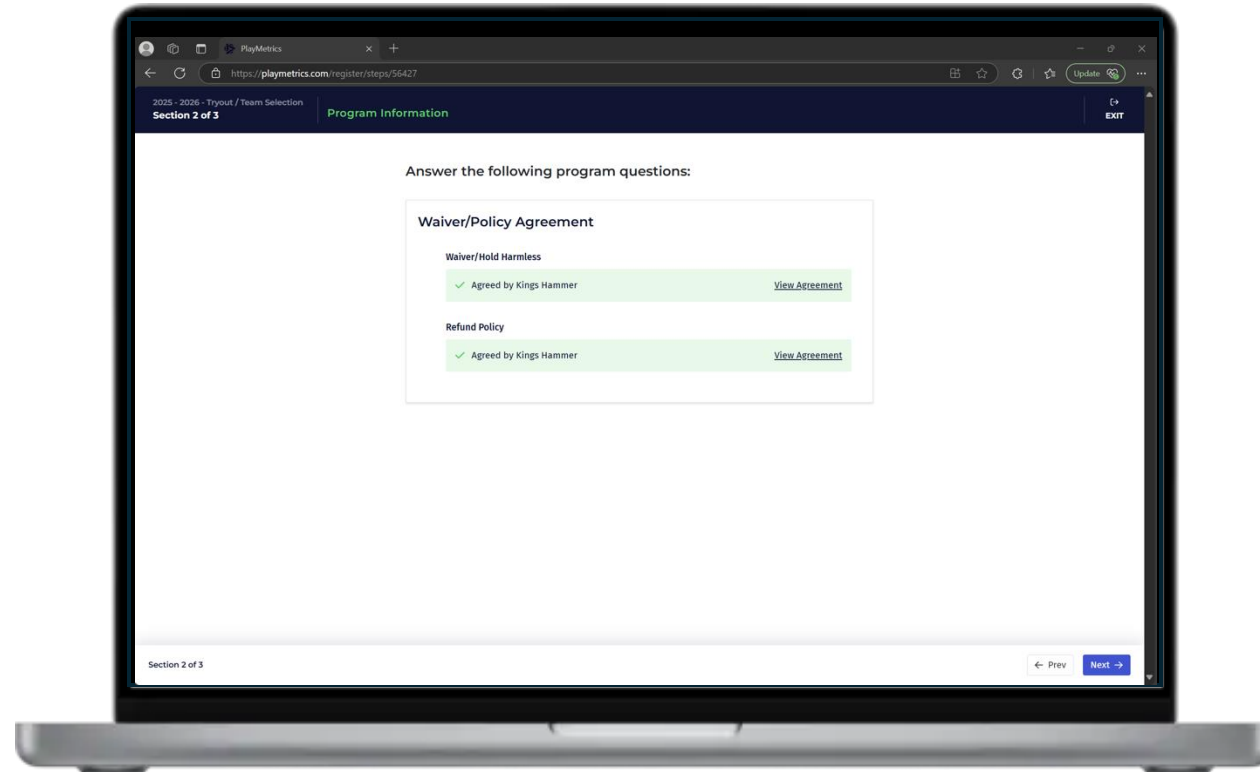 PlayMetrics
https://playmetrics.com/register/steps/56427
Update
2025 - 2026 - Tryout / Team Selection
Section 2 of 3
Program Information
EXIT
Answer the following program questions:
Waiver/Policy Agreement
Waiver/Hold Harmless
Agreed by Kings Hammer View Agreement
Refund Policy
Agreed by Kings Hammer View Agreement
Section 2 of 3
Prev Next